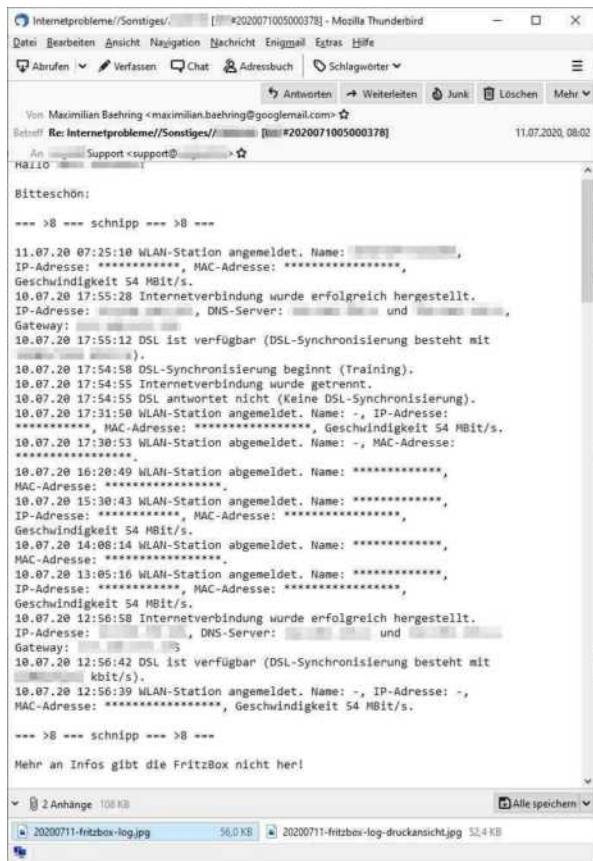 Internetprobleme//Sonstiges/ [ #2020071005000378] - Mozilla Thunderbird
Datei Bearbeiten Ansicht Navigation Nachricht Enigmail Extras Hilfe
Abrufen Verfassen Chat Adressbuch Schlagwörter
Antworten Weiterleiten Junk Löschen Mehr
Von Maximilian Baehring <maximilian.baehring@googlemail.com>
Betreff Re: Internetprobleme//Sonstiges// [ #2020071005000378] 11.07.2020, 08:02
An Support <support@ >
Hallo !
Bitteschön:
=== >8 === schnipp === >8 ===
11.07.20 07:25:10 WLAN-Station angemeldet. Name: ,
IP-Adresse: ************, MAC-Adresse: *****************,
Geschwindigkeit 54 MBit/s.
10.07.20 17:55:28 Internetverbindung wurde erfolgreich hergestellt.
IP-Adresse: , DNS-Server: und ,
Gateway:
10.07.20 17:55:12 DSL ist verfügbar (DSL-Synchronisierung besteht mit
).
10.07.20 17:54:58 DSL-Synchronisierung beginnt (Training).
10.07.20 17:54:55 Internetverbindung wurde getrennt.
10.07.20 17:54:55 DSL antwortet nicht (Keine DSL-Synchronisierung).
10.07.20 17:31:50 WLAN-Station angemeldet. Name: -, IP-Adresse:
***********, MAC-Adresse: *****************, Geschwindigkeit 54 MBit/s.
10.07.20 17:30:53 WLAN-Station abgemeldet. Name: -, MAC-Adresse:
*****************.
10.07.20 16:20:49 WLAN-Station abgemeldet. Name: *************,
MAC-Adresse: *****************.
10.07.20 15:30:43 WLAN-Station angemeldet. Name: *************,
IP-Adresse: ************, MAC-Adresse: *****************,
Geschwindigkeit 54 MBit/s.
10.07.20 14:08:14 WLAN-Station abgemeldet. Name: *************,
MAC-Adresse: *****************.
10.07.20 13:05:16 WLAN-Station angemeldet. Name: *************,
IP-Adresse: ************, MAC-Adresse: *****************,
Geschwindigkeit 54 MBit/s.
10.07.20 12:56:58 Internetverbindung wurde erfolgreich hergestellt.
IP-Adresse: , DNS-Server: und
Gateway:
10.07.20 12:56:42 DSL ist verfügbar (DSL-Synchronisierung besteht mit
kbit/s).
10.07.20 12:56:39 WLAN-Station angemeldet. Name: -, IP-Adresse: -,
MAC-Adresse: *****************, Geschwindigkeit 54 MBit/s.
=== >8 === schnipp === >8 ===
Mehr an Infos gibt die FritzBox nicht her!
2 Anhänge 108 KB Alle speichern
20200711-fritzbox-log.jpg 56,0 KB 20200711-fritzbox-log-druckansicht.jpg 52,4 KB